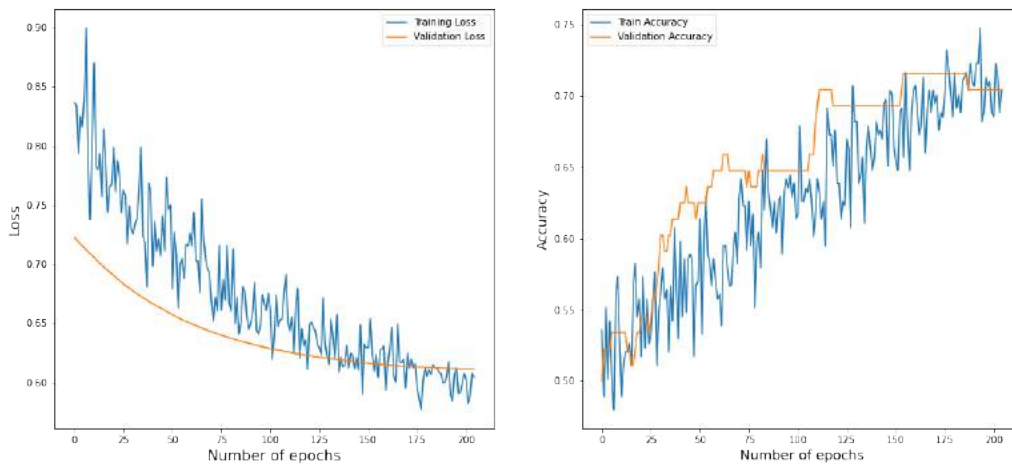 0.90
0.85
0.80
0.75
0.70
0.65
0.60
Loss
0 25 50 75 100 125 150 175 200
Number of epochs
Training Loss
Validation Loss
0.75
0.70
0.65
0.60
0.55
0.50
Accuracy
0 25 50 75 100 125 150 175 200
Number of epochs
Train Accuracy
Validation Accuracy